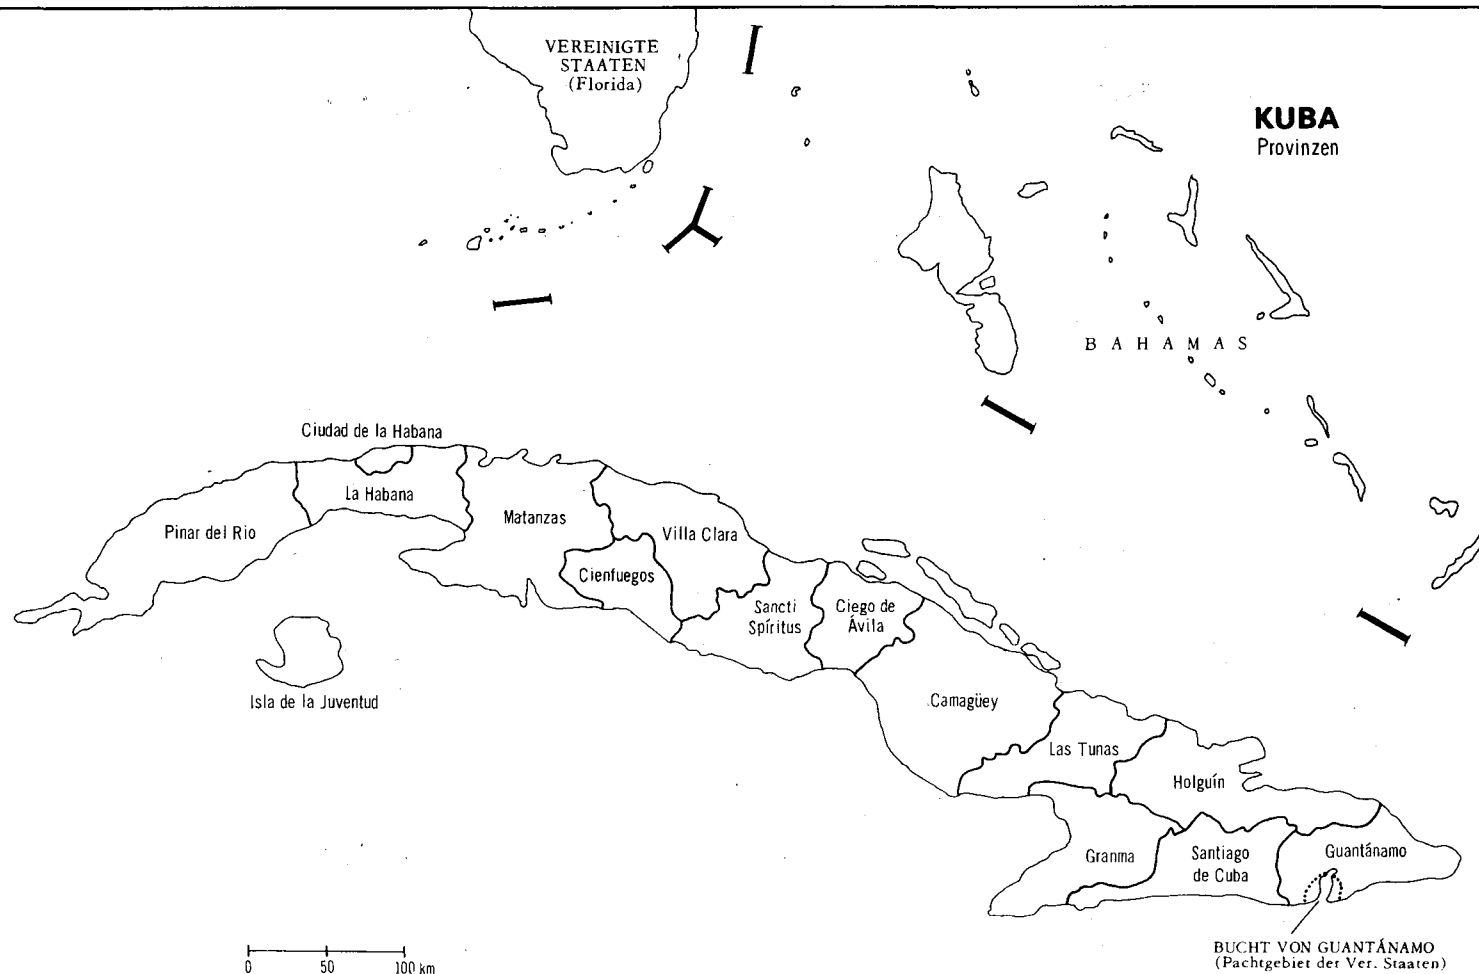 VEREINIGTE
STAATEN
(Florida)
KUBA
Provinzen
B A H A M A S
Ciudad de la Habana
La Habana
Pinar del Rio
Matanzas
Villa Clara
Cienfuegos
Sancti
Spíritus
Ciego de
Ávila
Isla de la Juventud
Camagüey
Las Tunas
Holguín
Granma
Santiago
de Cuba
Guantánamo
BUCHT VON GUANTÁNAMO
(Pachtgebiet der Ver. Staaten)
0 50 100 km